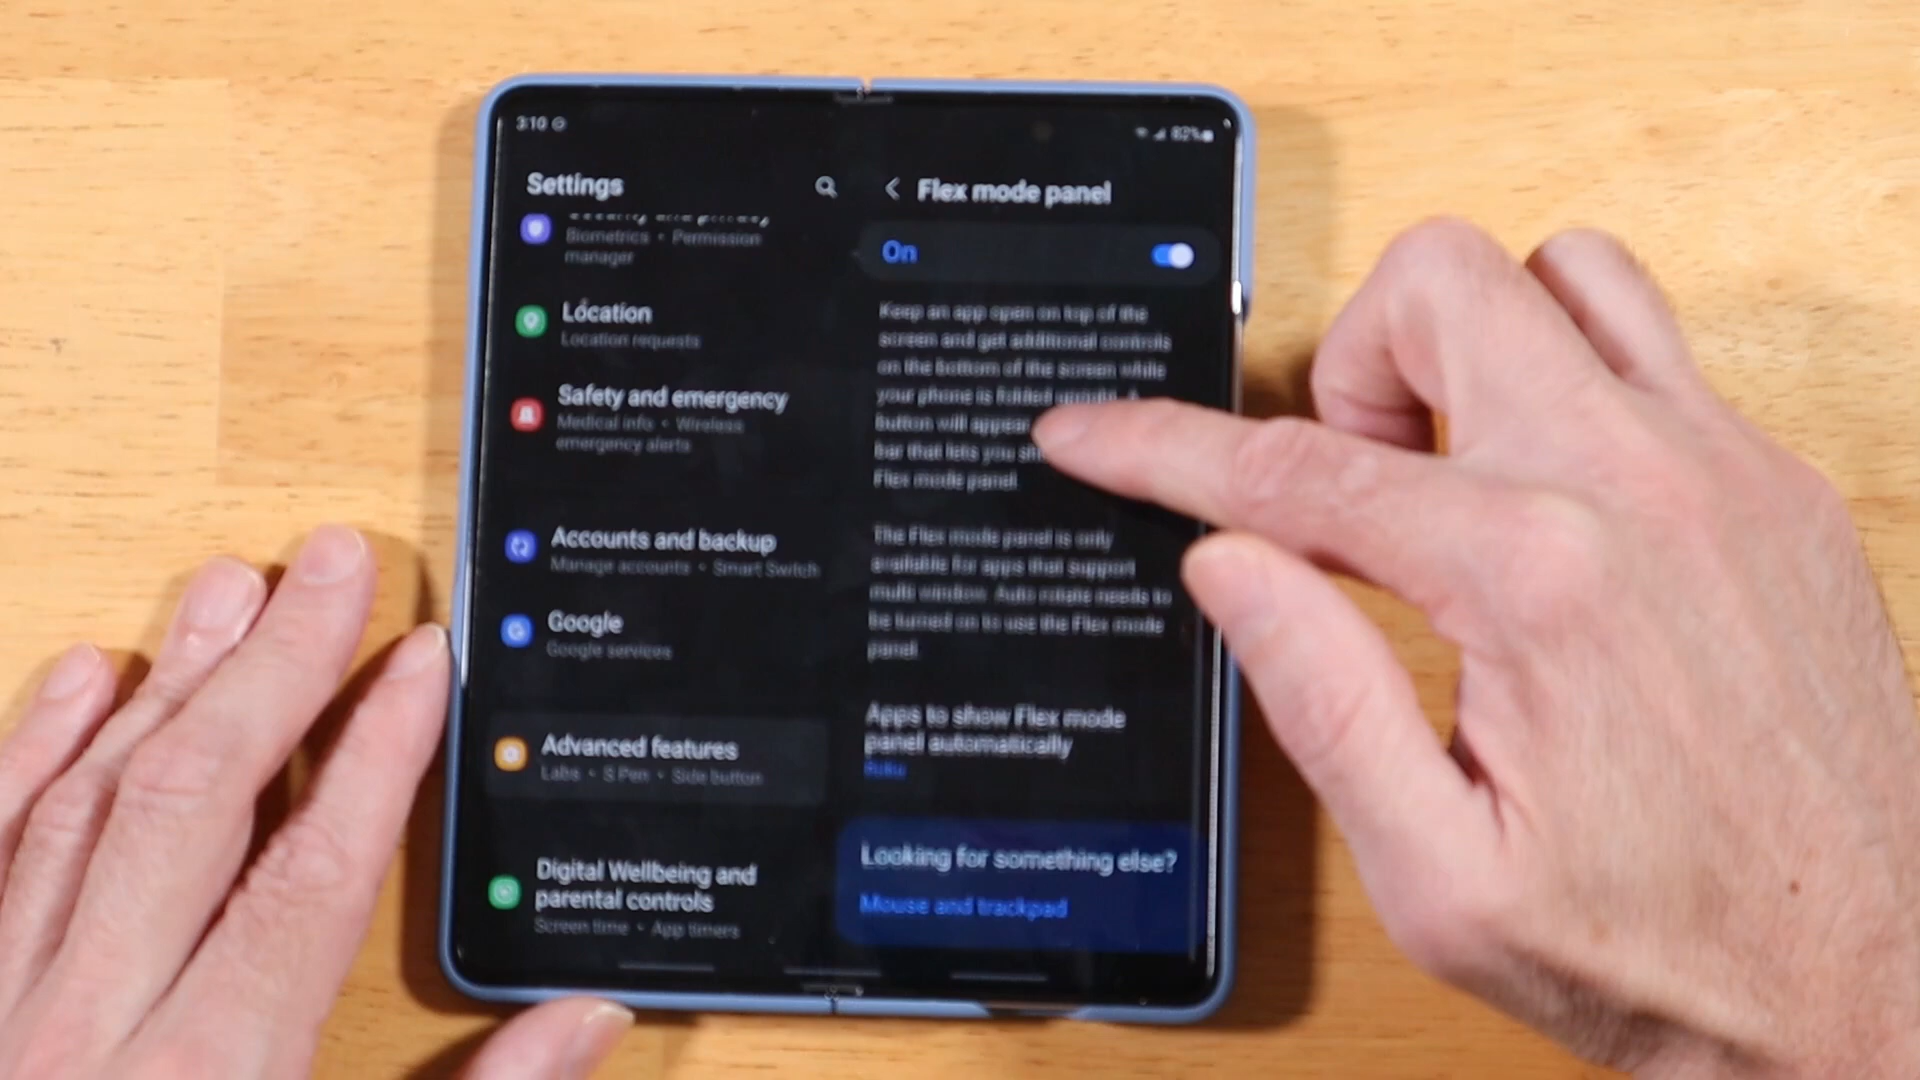 3:10
82%
Settings
Biometrics • Permission
manager
Location
Location requests
Safety and emergency
Medical info • Wireless
emergency alerts
Accounts and backup
Manage accounts • Smart Switch
Google
Google services
Advanced features
Labs • S Pen • Side button
Digital Wellbeing and
parental controls
Screen time • App timers
Flex mode panel
On
Keep an app open on top of the
screen and get additional controls
on the bottom of the screen while
your phone is folded upright. A
button will appear
bar that lets you
Flex mode panel.
The Flex mode panel is only
available for apps that support
multi window. Auto rotate needs to
be turned on to use the Flex mode
panel.
Apps to show Flex mode
panel automatically
Looking for something else?
Mouse and trackpad